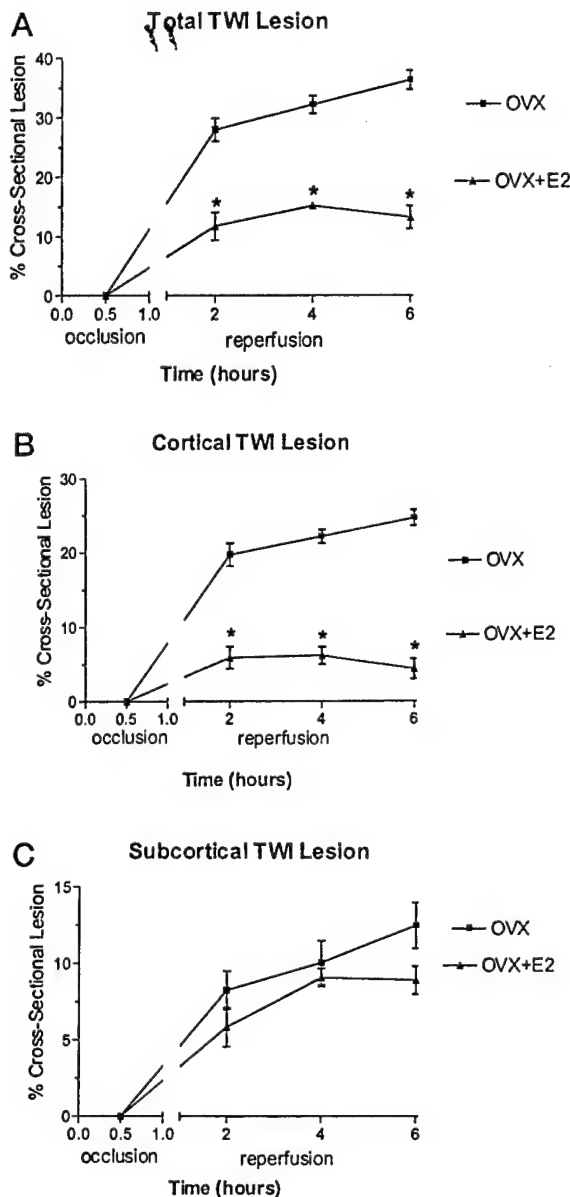 A
Total TWI Lesion
% Cross-Sectional Lesion
40
30
20
10
0
0.0 0.5 1.0 2 4 6
occlusion reperfusion
Time (hours)
* * *
OVX
OVX+E2
B
Cortical TWI Lesion
% Cross-Sectional Lesion
30
20
10
0
0.0 0.5 1.0 2 4 6
occlusion reperfusion
Time (hours)
* * *
OVX
OVX+E2
C
Subcortical TWI Lesion
% Cross-Sectional Lesion
15
10
5
0
0.0 0.5 1.0 2 4 6
occlusion reperfusion
Time (hours)
OVX
OVX+E2